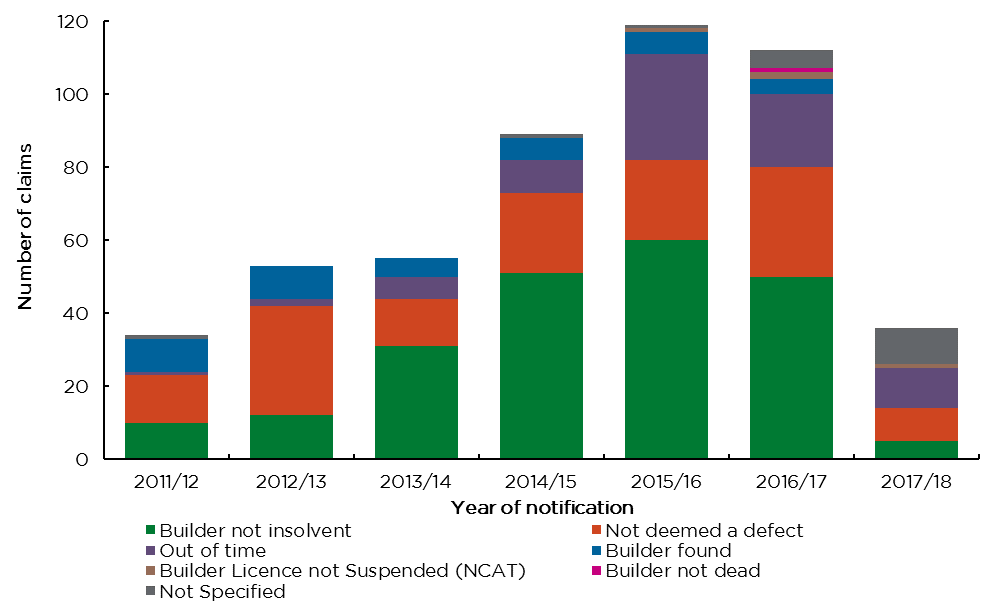 120
100
80
60
40
20
0
Number of claims
2011/12 2012/13 2013/14 2014/15 2015/16 2016/17 2017/18
Year of notification
Builder not insolvent Not deemed a defect
Out of time Builder found
Builder Licence not Suspended (NCAT) Builder not dead
Not Specified